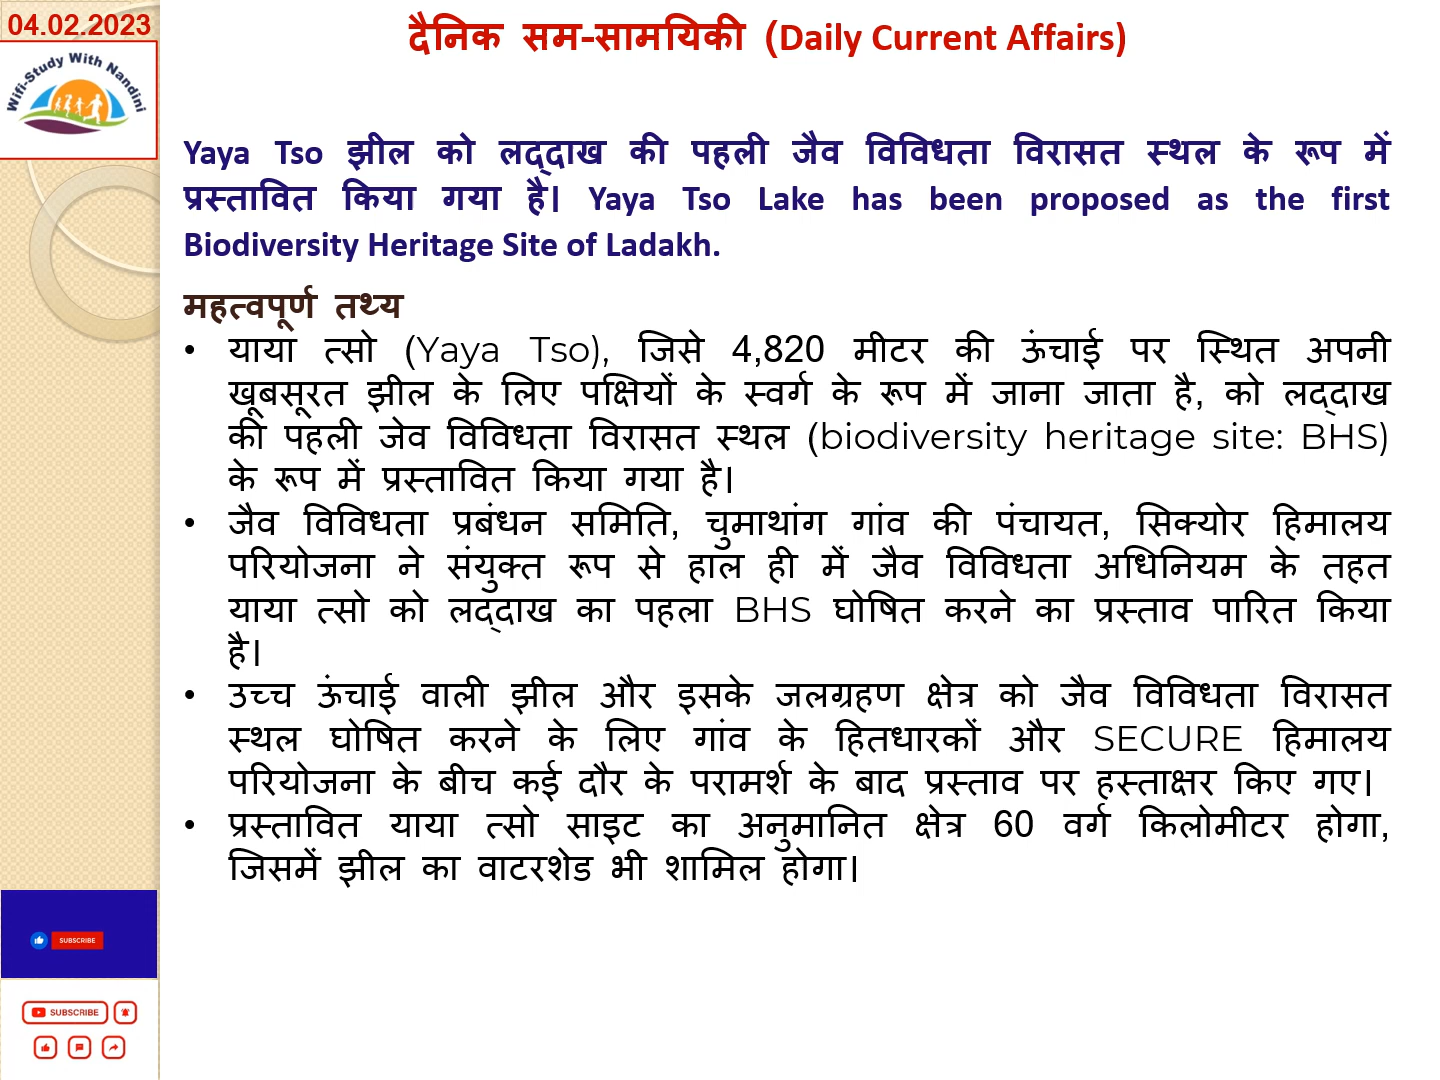 04.02.2023
दैनिक सम-सामयिकी (Daily Current Affairs)
Wifi-Study With Nandini
Yaya Tso झील को लद्दाख की पहली जैव विविधता विरासत स्थल के रूप में
प्रस्तावित किया गया है। Yaya Tso Lake has been proposed as the first
Biodiversity Heritage Site of Ladakh.
महत्वपूर्ण तथ्य
• याया त्सो (Yaya Tso), जिसे 4,820 मीटर की ऊंचाई पर स्थित अपनी
खूबसूरत झील के लिए पक्षियों के स्वर्ग के रूप में जाना जाता है, को लद्दाख
की पहली जेव विविधता विरासत स्थल (biodiversity heritage site: BHS)
के रूप में प्रस्तावित किया गया है।
• जैव विविधता प्रबंधन समिति, चुमाथांग गांव की पंचायत, सिक्योर हिमालय
परियोजना ने संयुक्त रूप से हाल ही में जैव विविधता अधिनियम के तहत
याया त्सो को लद्दाख का पहला BHS घोषित करने का प्रस्ताव पारित किया
है।
• उच्च ऊंचाई वाली झील और इसके जलग्रहण क्षेत्र को जैव विविधता विरासत
स्थल घोषित करने के लिए गांव के हितधारकों और SECURE हिमालय
परियोजना के बीच कई दौर के परामर्श के बाद प्रस्ताव पर हस्ताक्षर किए गए।
• प्रस्तावित याया त्सो साइट का अनुमानित क्षेत्र 60 वर्ग किलोमीटर होगा,
जिसमें झील का वाटरशेड भी शामिल होगा।
SUBSCRIBE
SUBSCRIBE